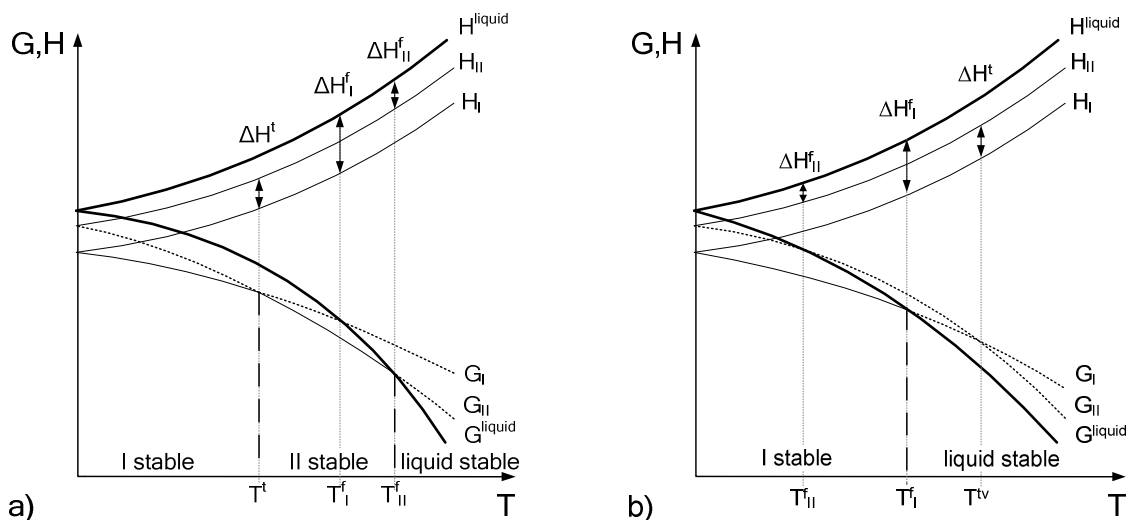 G,H
H^liquid
H_II
H_I
ΔH^f_II
ΔH^f_I
ΔH^t
G_I
G_II
G^liquid
I stable
II stable
liquid stable
T^t
T^f_I
T^f_II
T
a)
G,H
H^liquid
H_II
H_I
ΔH^t
ΔH^f_I
ΔH^f_II
G_I
G_II
G^liquid
I stable
liquid stable
T^f_II
T^f_I
T^tv
T
b)